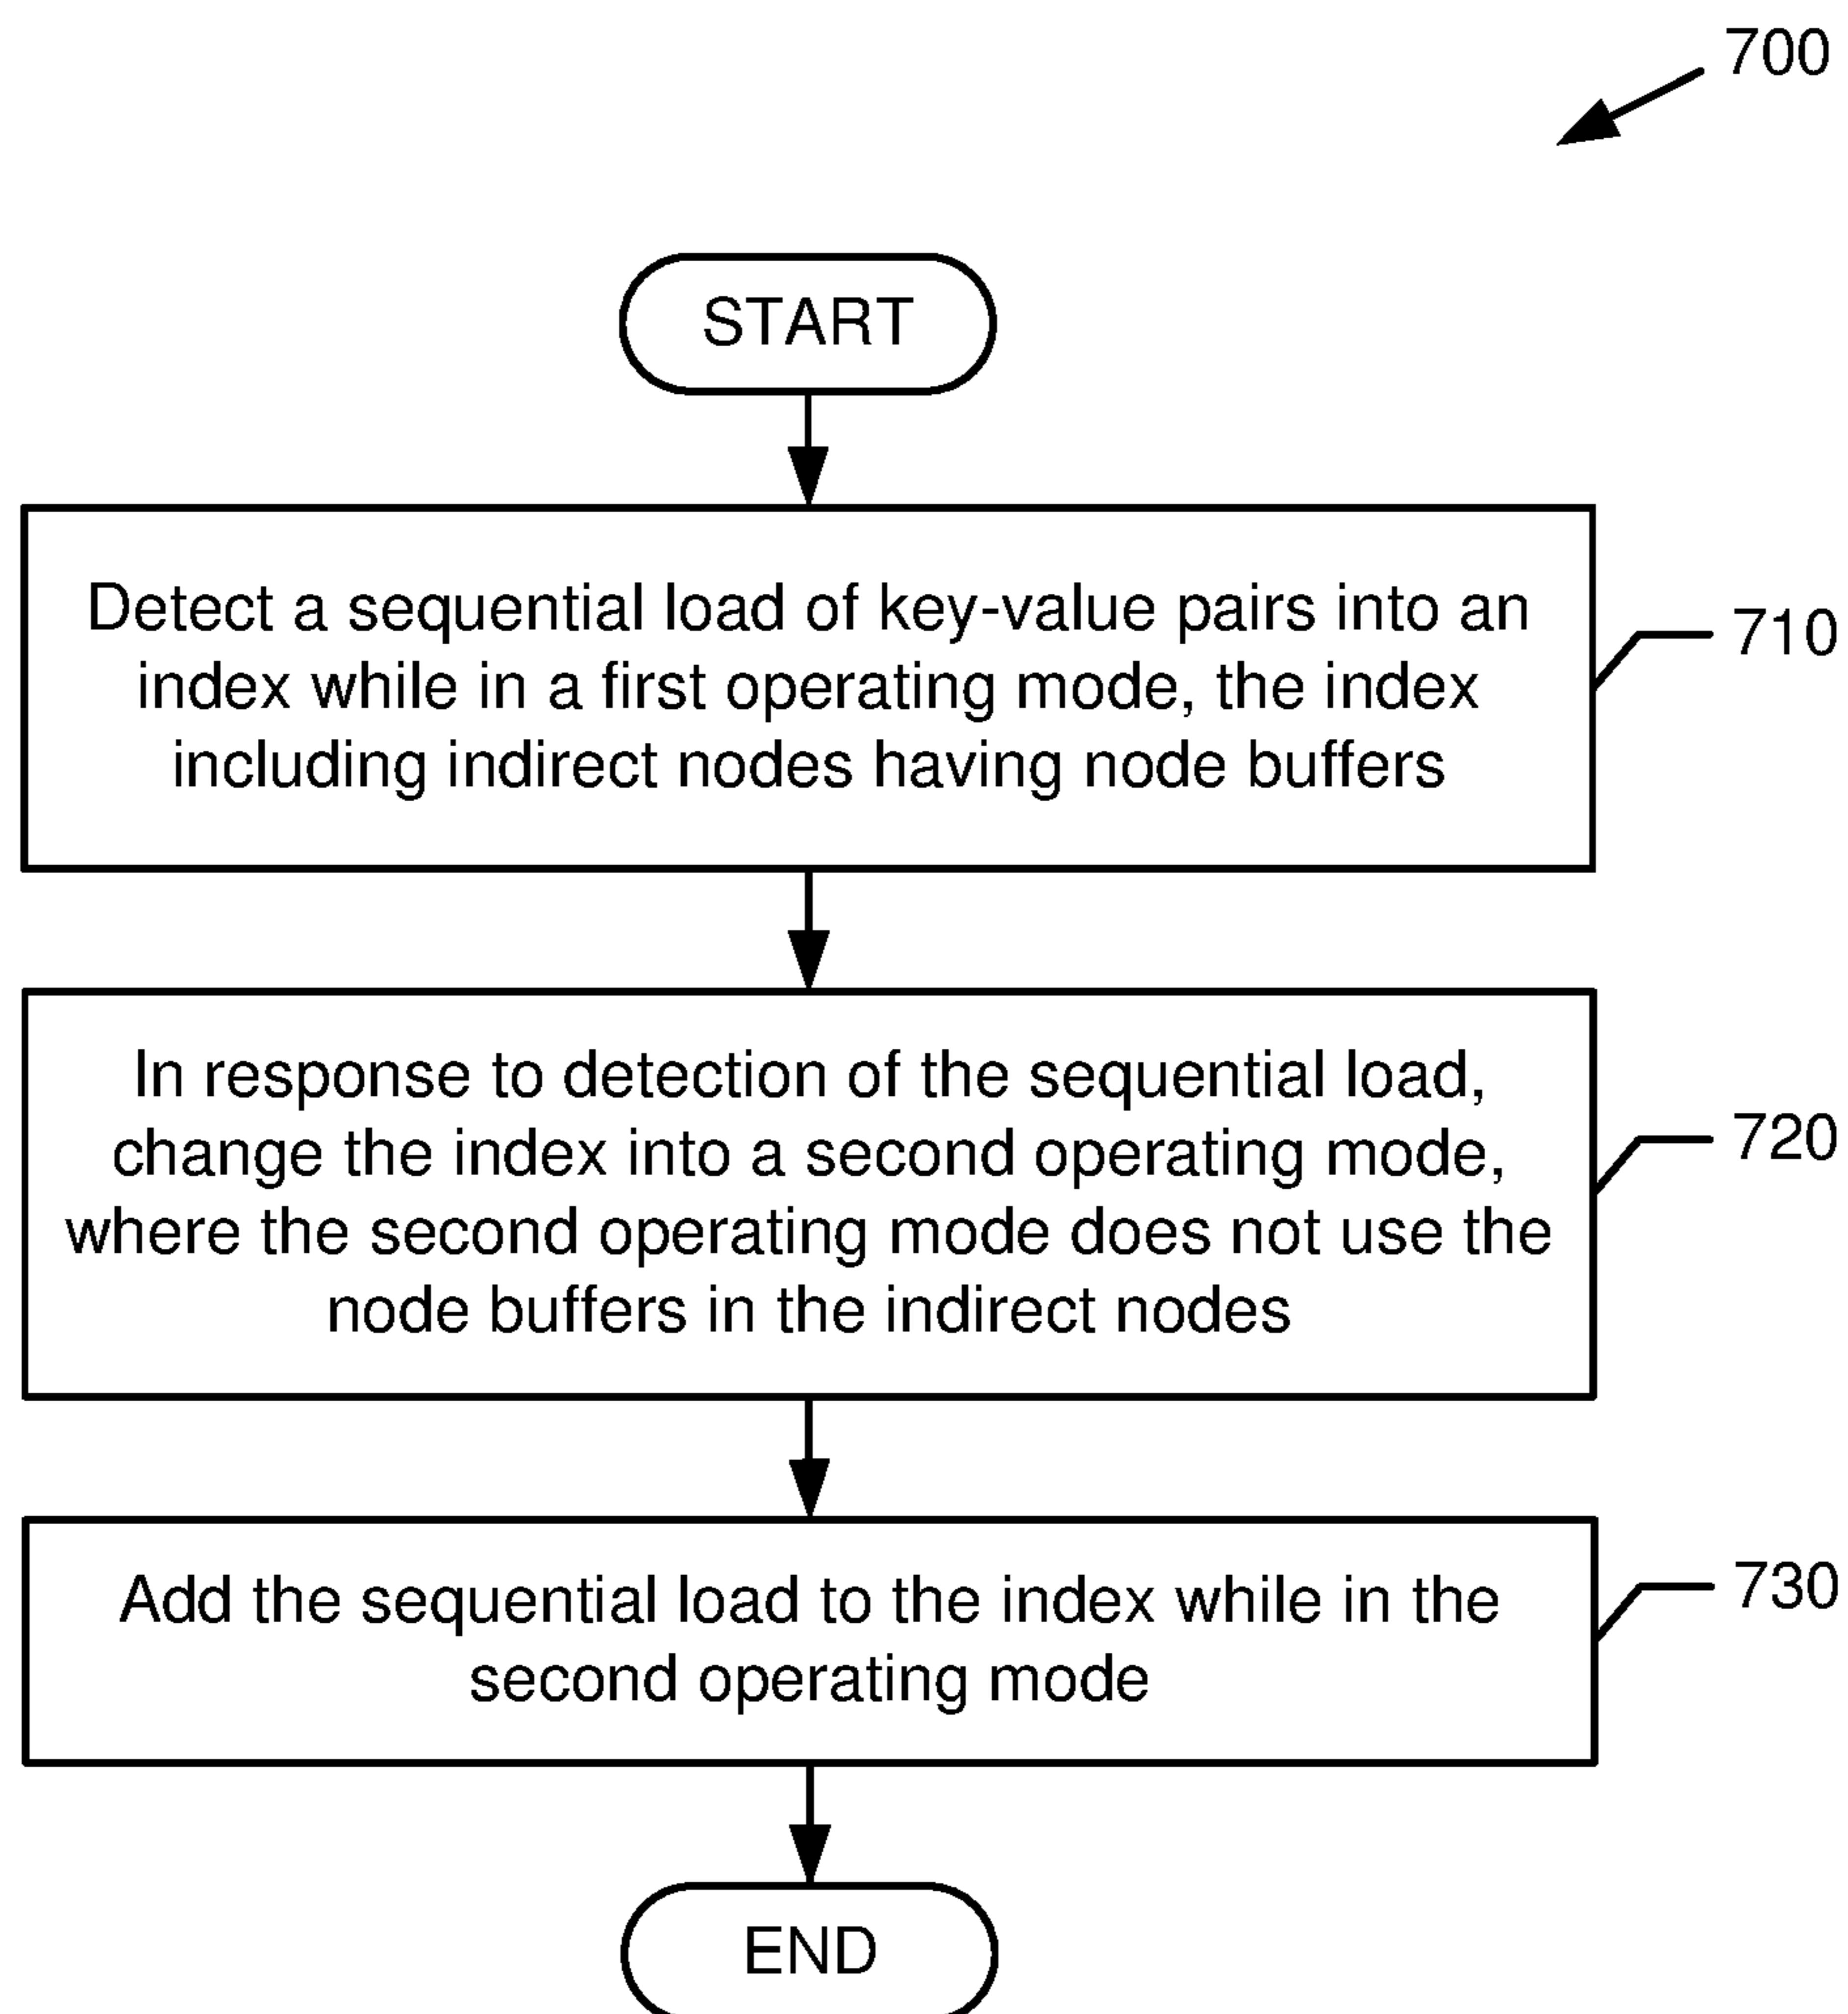 700
START
Detect a sequential load of key-value pairs into an
index while in a first operating mode, the index
including indirect nodes having node buffers
710
In response to detection of the sequential load,
change the index into a second operating mode,
where the second operating mode does not use the
node buffers in the indirect nodes
720
Add the sequential load to the index while in the
second operating mode
730
END